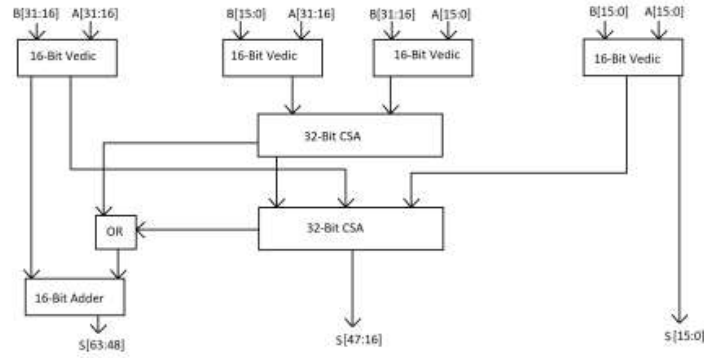 B[31:16] A[31:16] B[15:0] A[31:16] B[31:16] A[15:0] B[15:0] A[15:0]
16-Bit Vedic 16-Bit Vedic 16-Bit Vedic 16-Bit Vedic
32-Bit CSA
OR 32-Bit CSA
16-Bit Adder
S[63:48] S[47:16] S[15:0]